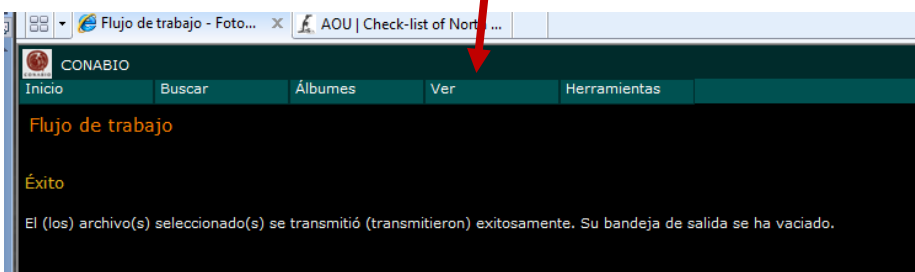 Flujo de trabajo - Foto...
AOU | Check-list of North ...
CONABIO
Inicio Buscar Álbumes Ver Herramientas
Flujo de trabajo
Éxito
El (los) archivo(s) seleccionado(s) se transmitió (transmitieron) exitosamente. Su bandeja de salida se ha vaciado.